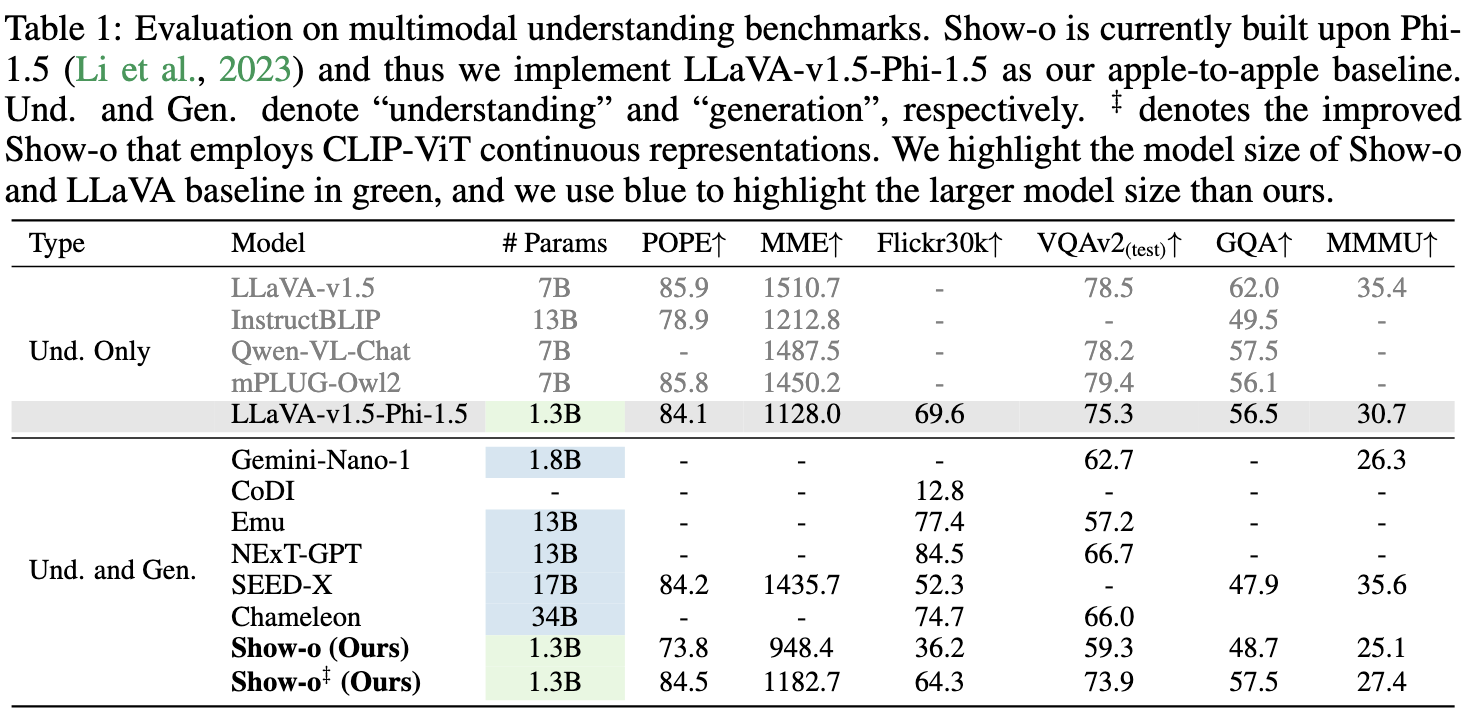 Table 1: Evaluation on multimodal understanding benchmarks. Show-o is currently built upon Phi-
1.5 (Li et al., 2023) and thus we implement LLaVA-v1.5-Phi-1.5 as our apple-to-apple baseline.
Und. and Gen. denote “understanding” and “generation”, respectively. ‡ denotes the improved
Show-o that employs CLIP-ViT continuous representations. We highlight the model size of Show-o
and LLaVA baseline in green, and we use blue to highlight the larger model size than ours.
Type Model # Params POPE↑ MME↑ Flickr30k↑ VQAv2(test)↑ GQA↑ MMMU↑
LLaVA-v1.5 7B 85.9 1510.7 - 78.5 62.0 35.4
InstructBLIP 13B 78.9 1212.8 - - 49.5 -
Und. Only Qwen-VL-Chat 7B - 1487.5 - 78.2 57.5 -
mPLUG-Owl2 7B 85.8 1450.2 - 79.4 56.1 -
LLaVA-v1.5-Phi-1.5 1.3B 84.1 1128.0 69.6 75.3 56.5 30.7
Gemini-Nano-1 1.8B - - - 62.7 - 26.3
CoDI - - - 12.8 - - -
Emu 13B - - 77.4 57.2 - -
Und. and Gen. NExT-GPT 13B - - 84.5 66.7 - -
SEED-X 17B 84.2 1435.7 52.3 - 47.9 35.6
Chameleon 34B - - 74.7 66.0 - -
Show-o (Ours) 1.3B 73.8 948.4 36.2 59.3 48.7 25.1
Show-o‡ (Ours) 1.3B 84.5 1182.7 64.3 73.9 57.5 27.4